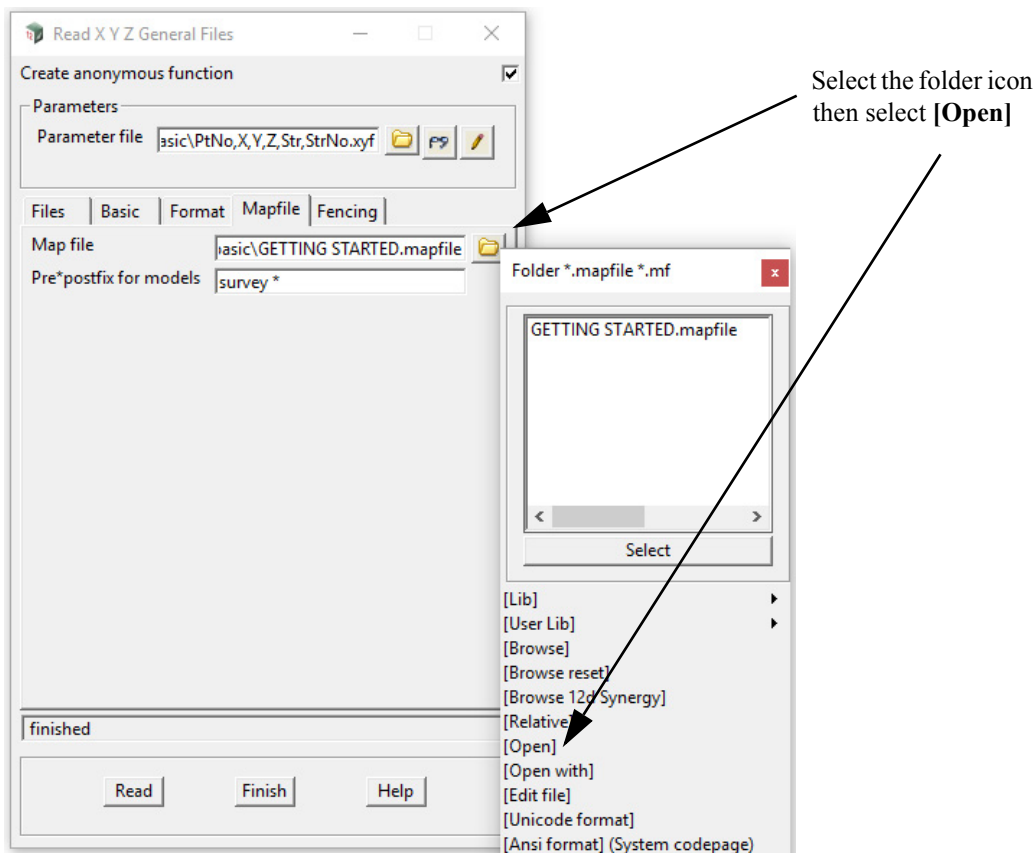 Read X Y Z General Files
Create anonymous function
Parameters
Parameter file asic\PtNo,X,Y,Z,Str,StrNo.xyf
Files Basic Format Mapfile Fencing
Map file asic\GETTING STARTED.mapfile
Pre*postfix for models survey *
finished
Read Finish Help
Select the folder icon
then select [Open]
Folder *.mapfile *.mf
GETTING STARTED.mapfile
Select
[Lib]
[User Lib]
[Browse]
[Browse reset]
[Browse 12d Synergy]
[Relative]
[Open]
[Open with]
[Edit file]
[Unicode format]
[Ansi format] (System codepage)